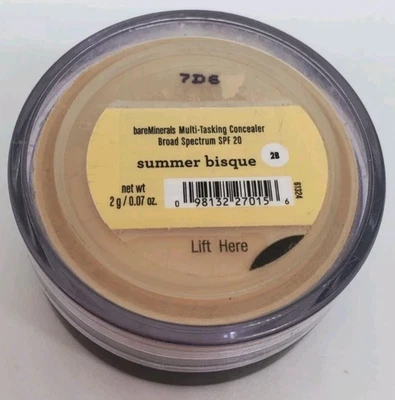 7D6
bareMinerals Multi-Tasking Concealer
Broad Spectrum SPF 20
summer bisque 2B
61324
net wt
2 g / 0.07 oz.
0 98132 27015 6
Lift Here